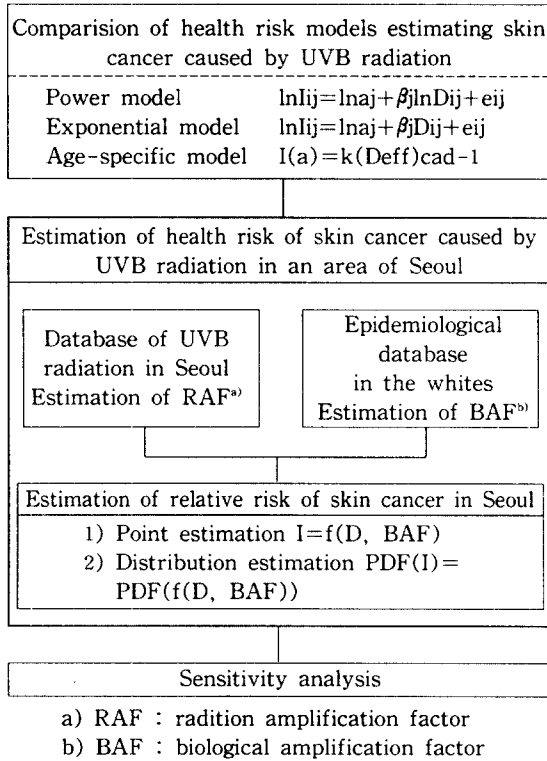 Comparision of health risk models estimating skin
cancer caused by UVB radiation
Power model lnIij=lnaj+βjlnDij+eij
Exponential model lnIij=lnaj+βjDij+eij
Age-specific model I(a)=k(Deff)cad-1
Estimation of health risk of skin cancer caused by
UVB radiation in an area of Seoul
Database of UVB
radiation in Seoul
Estimation of RAFa)
Epidemiological
database
in the whites
Estimation of BAFb)
Estimation of relative risk of skin cancer in Seoul
1) Point estimation I=f(D, BAF)
2) Distribution estimation PDF(I)=
PDF(f(D, BAF))
Sensitivity analysis
a) RAF : radition amplification factor
b) BAF : biological amplification factor